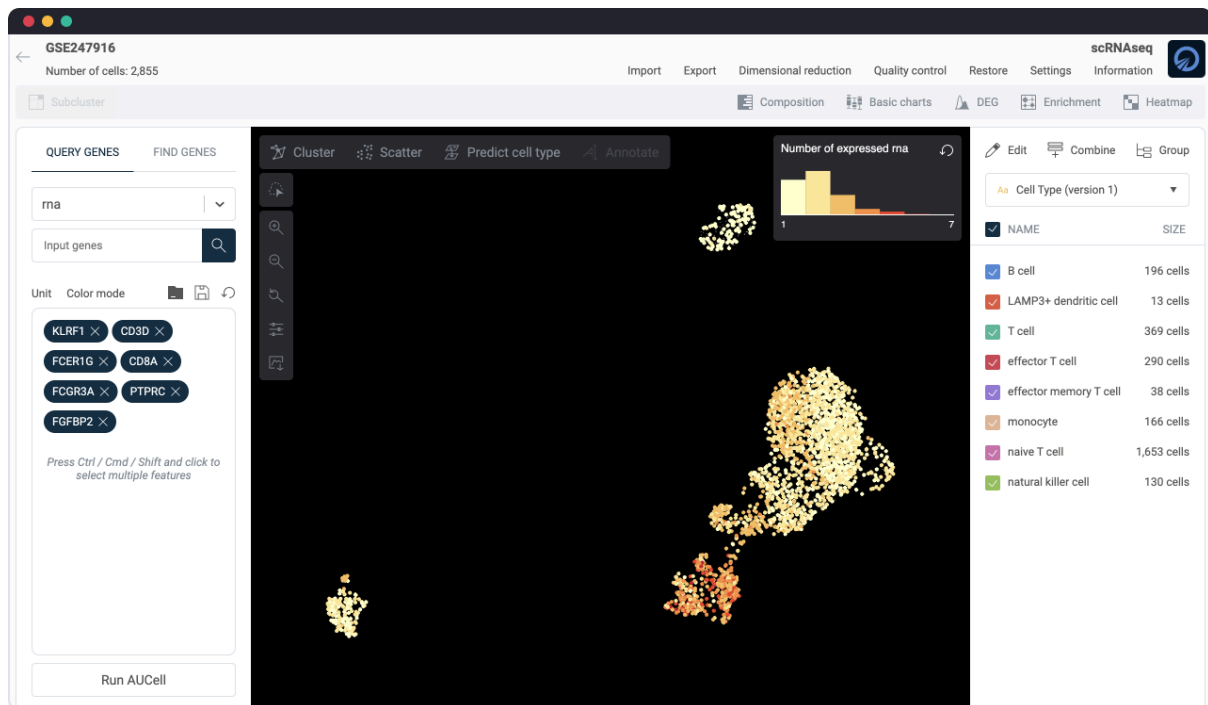 GSE247916
scRNAseq
Number of cells: 2,855
Import Export Dimensional reduction Quality control Restore Settings Information
Subcluster
Composition Basic charts DEG Enrichment Heatmap
QUERY GENES FIND GENES
Cluster Scatter Predict cell type Annotate
Number of expressed rna
Edit Combine Group
rna
Aa Cell Type (version 1)
1 7
NAME SIZE
Input genes
B cell 196 cells
Unit Color mode
LAMP3+ dendritic cell 13 cells
KLRF1 CD3D
T cell 369 cells
FCER1G CD8A
effector T cell 290 cells
FCGR3A PTPRC
effector memory T cell 38 cells
FGFBP2
monocyte 166 cells
naive T cell 1,653 cells
natural killer cell 130 cells
Press Ctrl / Cmd / Shift and click to
select multiple features
Run AUCell